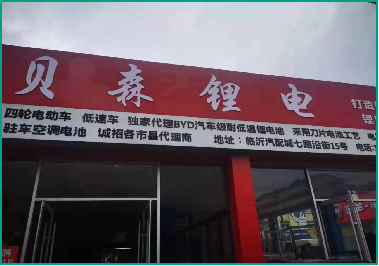 贝森锂电
打造
锂
四轮电动车 低速车 独家代理BYD汽车级耐低温锂电池 采用刀片电池工艺 电
驻车空调电池 诚招各市县代理商 地址：临沂汽配城七路沿街15号 电